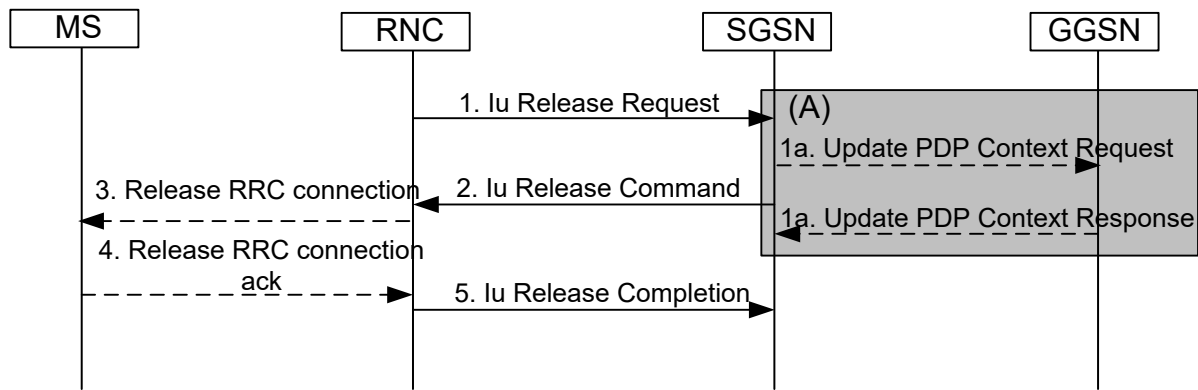 MS
RNC
SGSN
GGSN
1. Iu Release Request
(A)
1a. Update PDP Context Request
3. Release RRC connection
2. Iu Release Command
1a. Update PDP Context Response
4. Release RRC connection
ack
5. Iu Release Completion